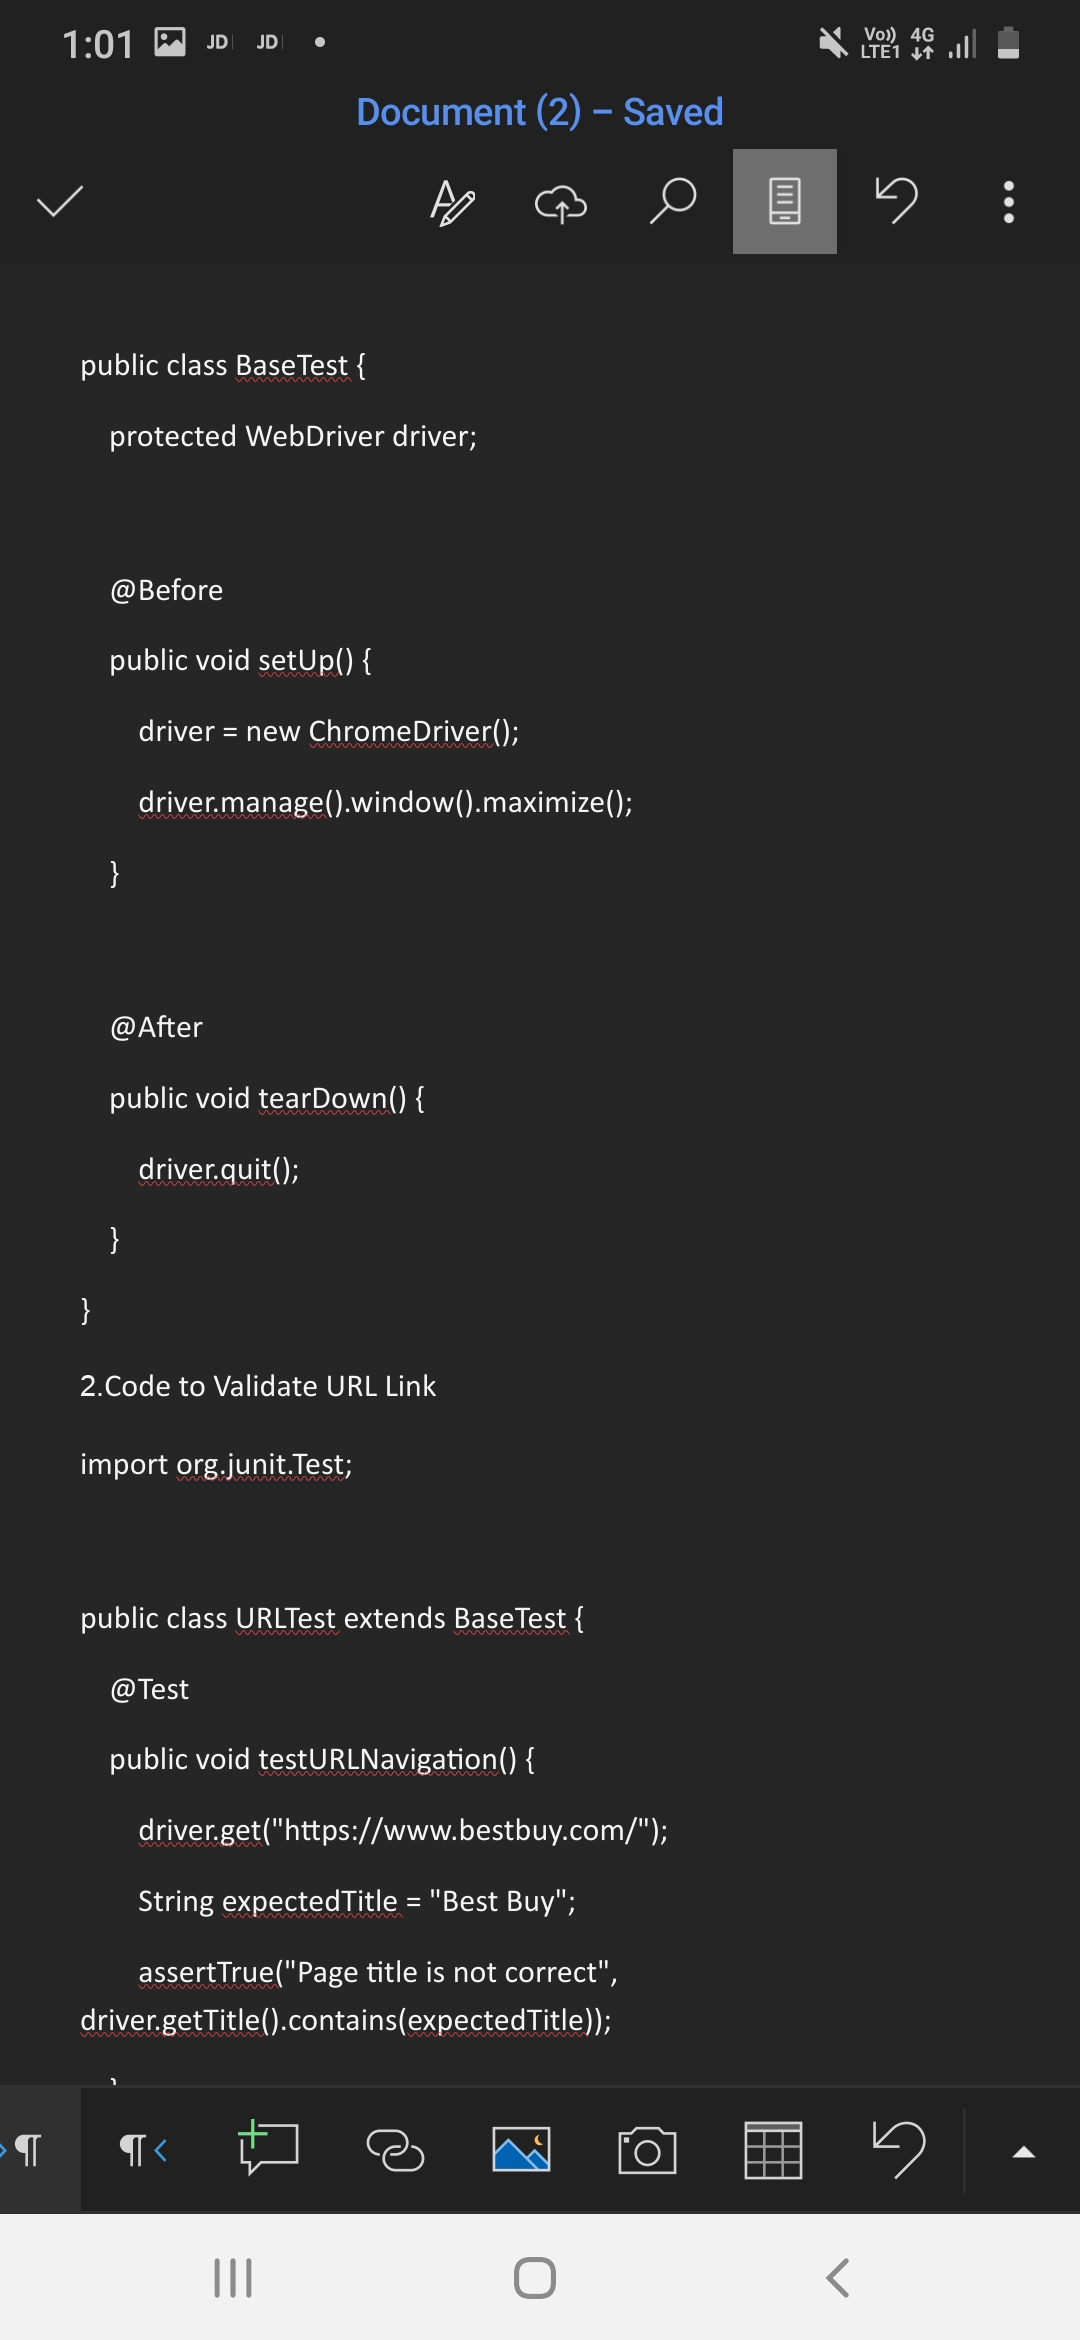 1:01 JD JD
Vo)) 4G
LTE1
Document (2) – Saved
public class BaseTest {
protected WebDriver driver;
@Before
public void setUp() {
driver = new ChromeDriver();
driver.manage().window().maximize();
}
@After
public void tearDown() {
driver.quit();
}
}
2.Code to Validate URL Link
import org.junit.Test;
public class URLTest extends BaseTest {
@Test
public void testURLNavigation() {
driver.get("https://www.bestbuy.com/");
String expectedTitle = "Best Buy";
assertTrue("Page title is not correct",
driver.getTitle().contains(expectedTitle));